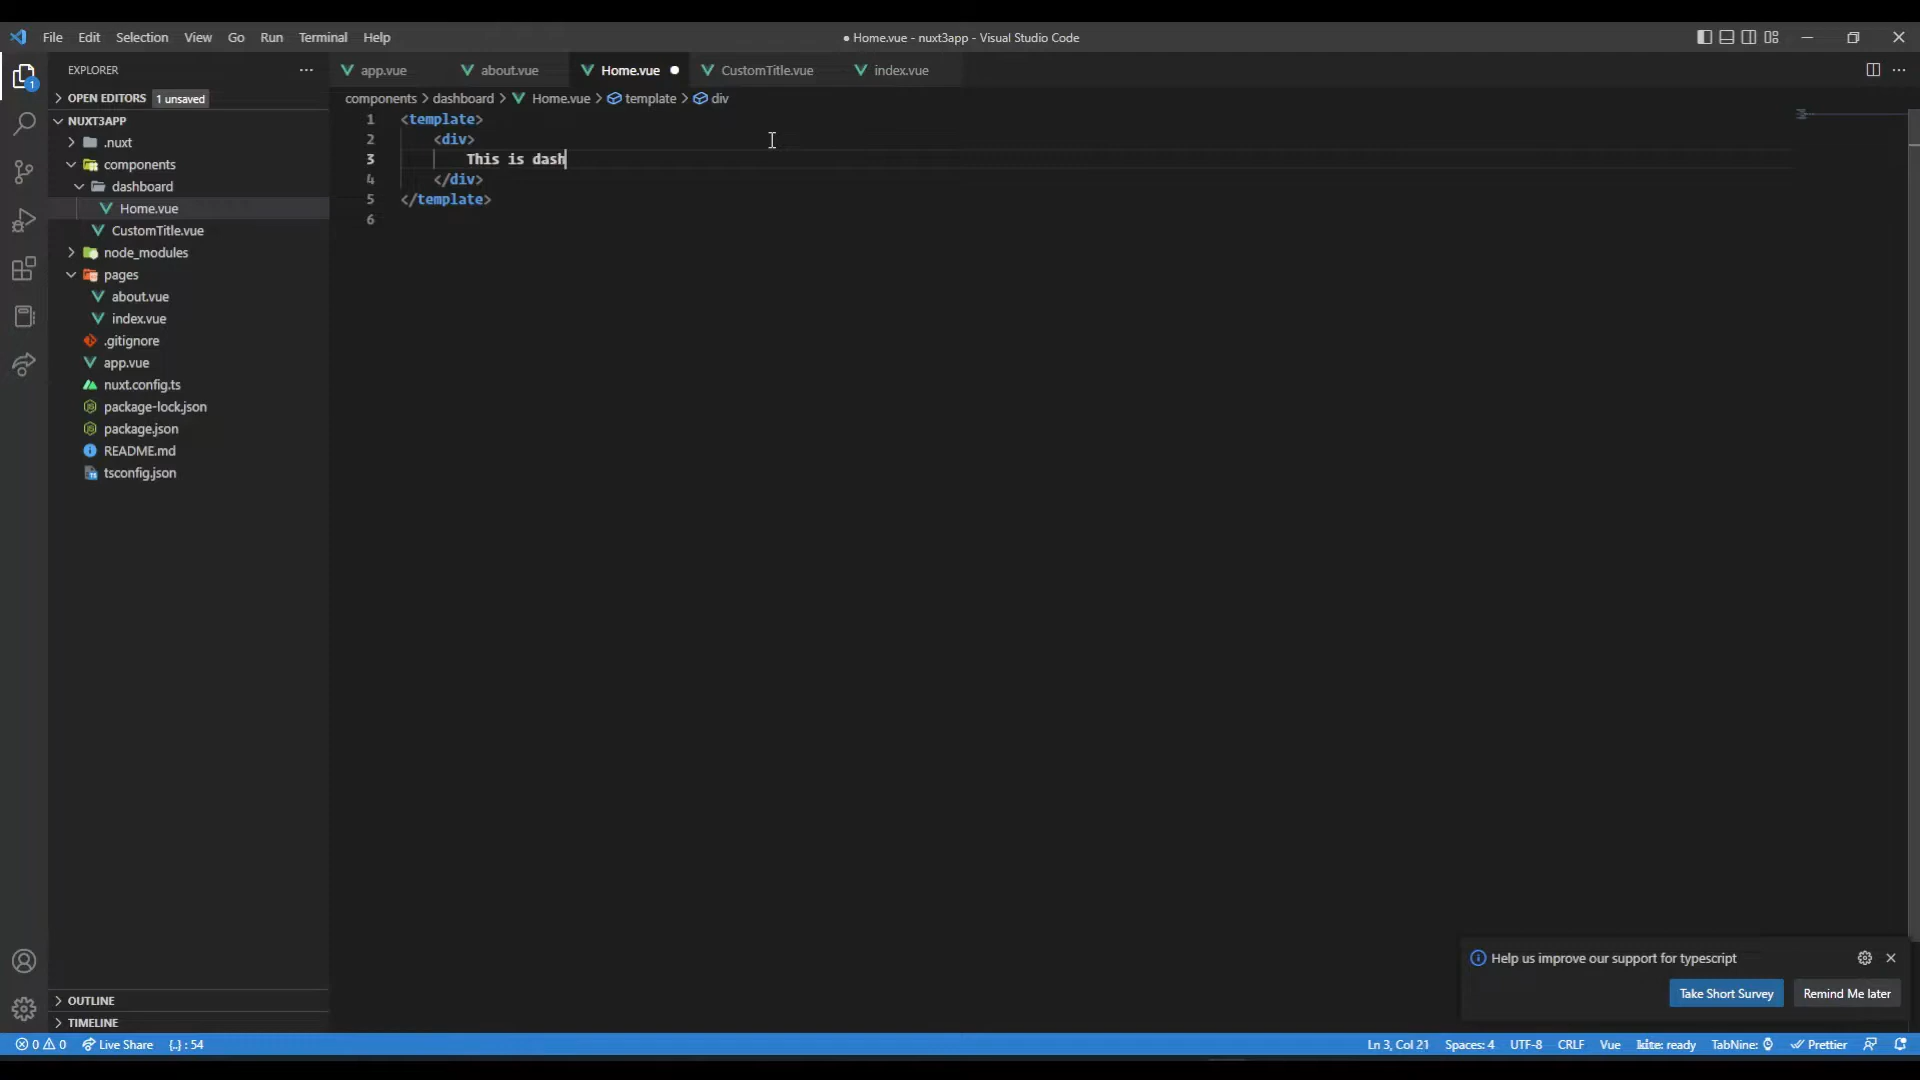 File Edit Selection View Go Run Terminal Help
● Home.vue - nuxt3app - Visual Studio Code
EXPLORER
OPEN EDITORS 1 unsaved
NUXT3APP
.nuxt
components
dashboard
Home.vue
CustomTitle.vue
node_modules
pages
about.vue
index.vue
.gitignore
app.vue
nuxt.config.ts
package-lock.json
package.json
README.md
tsconfig.json
OUTLINE
TIMELINE
app.vue about.vue Home.vue ● CustomTitle.vue index.vue
components > dashboard > Home.vue > template > div
1 <template>
2 <div>
3 This is dash
4 </div>
5 </template>
6
Help us improve our support for typescript
Take Short Survey Remind Me later
0 0 Live Share {..} : 54 Ln 3, Col 21 Spaces: 4 UTF-8 CRLF Vue kite: ready TabNine: Prettier